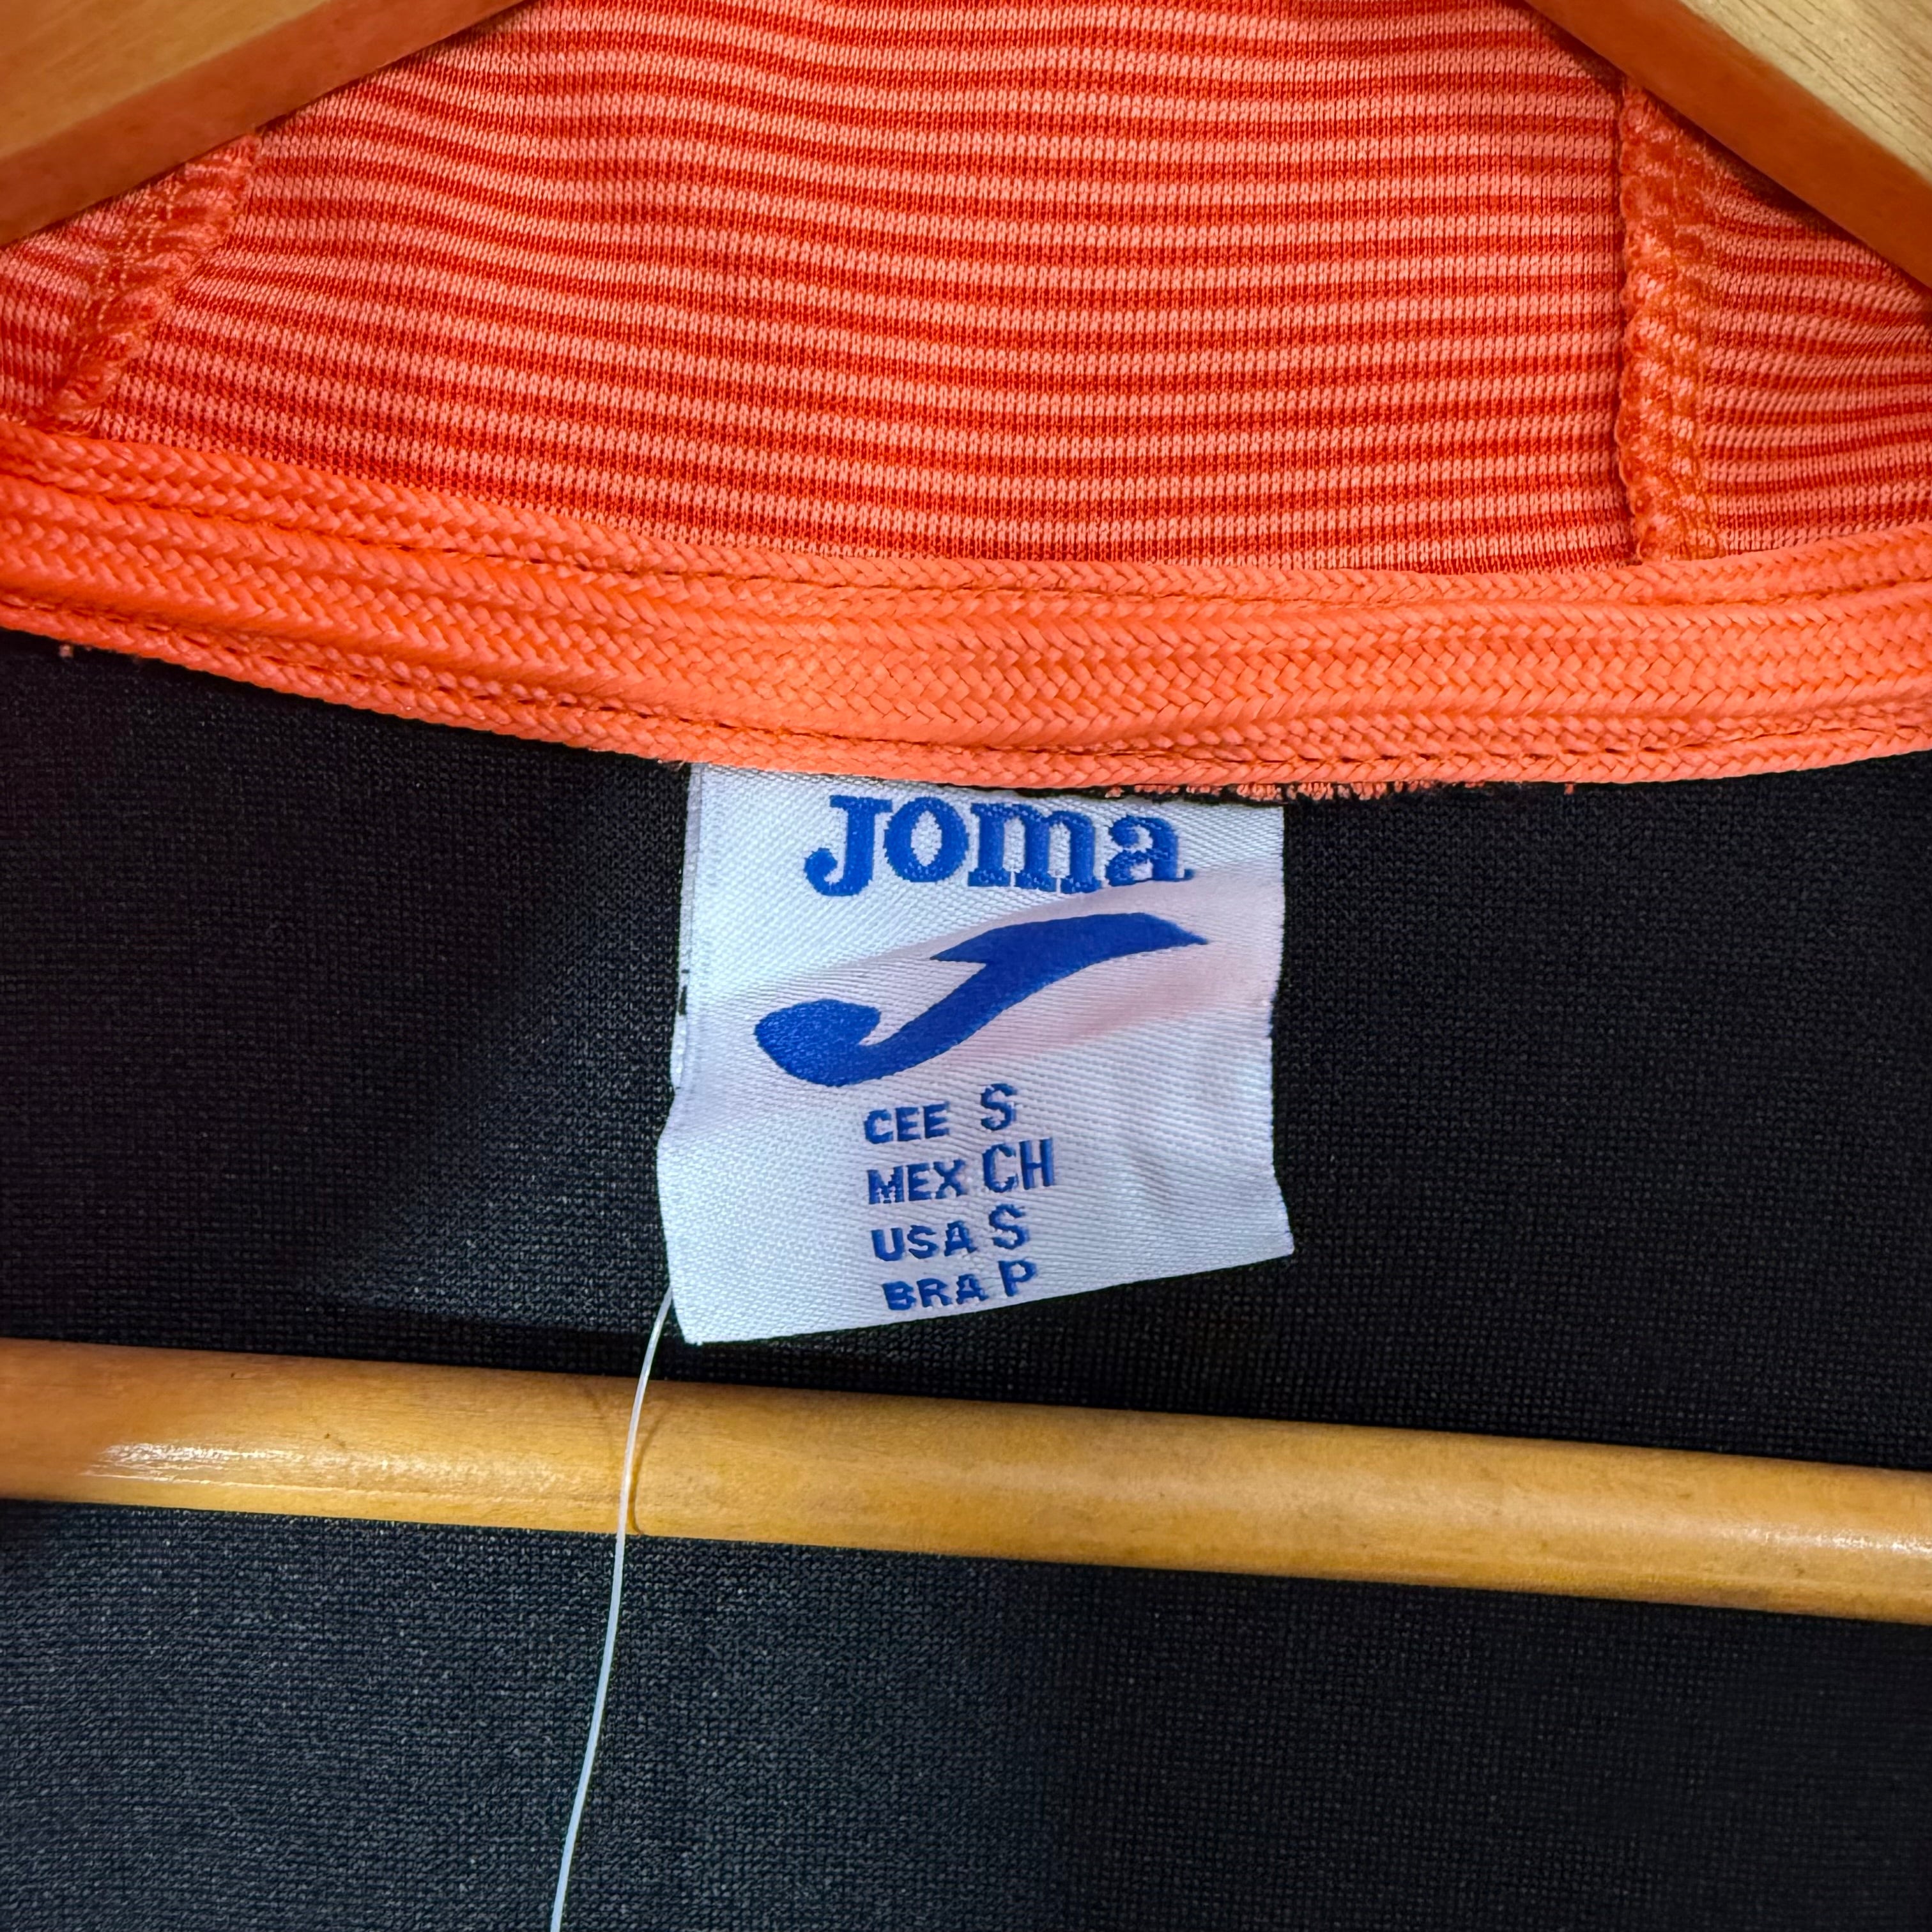 Joma
CEE S
MEX CH
USA S
BRA P